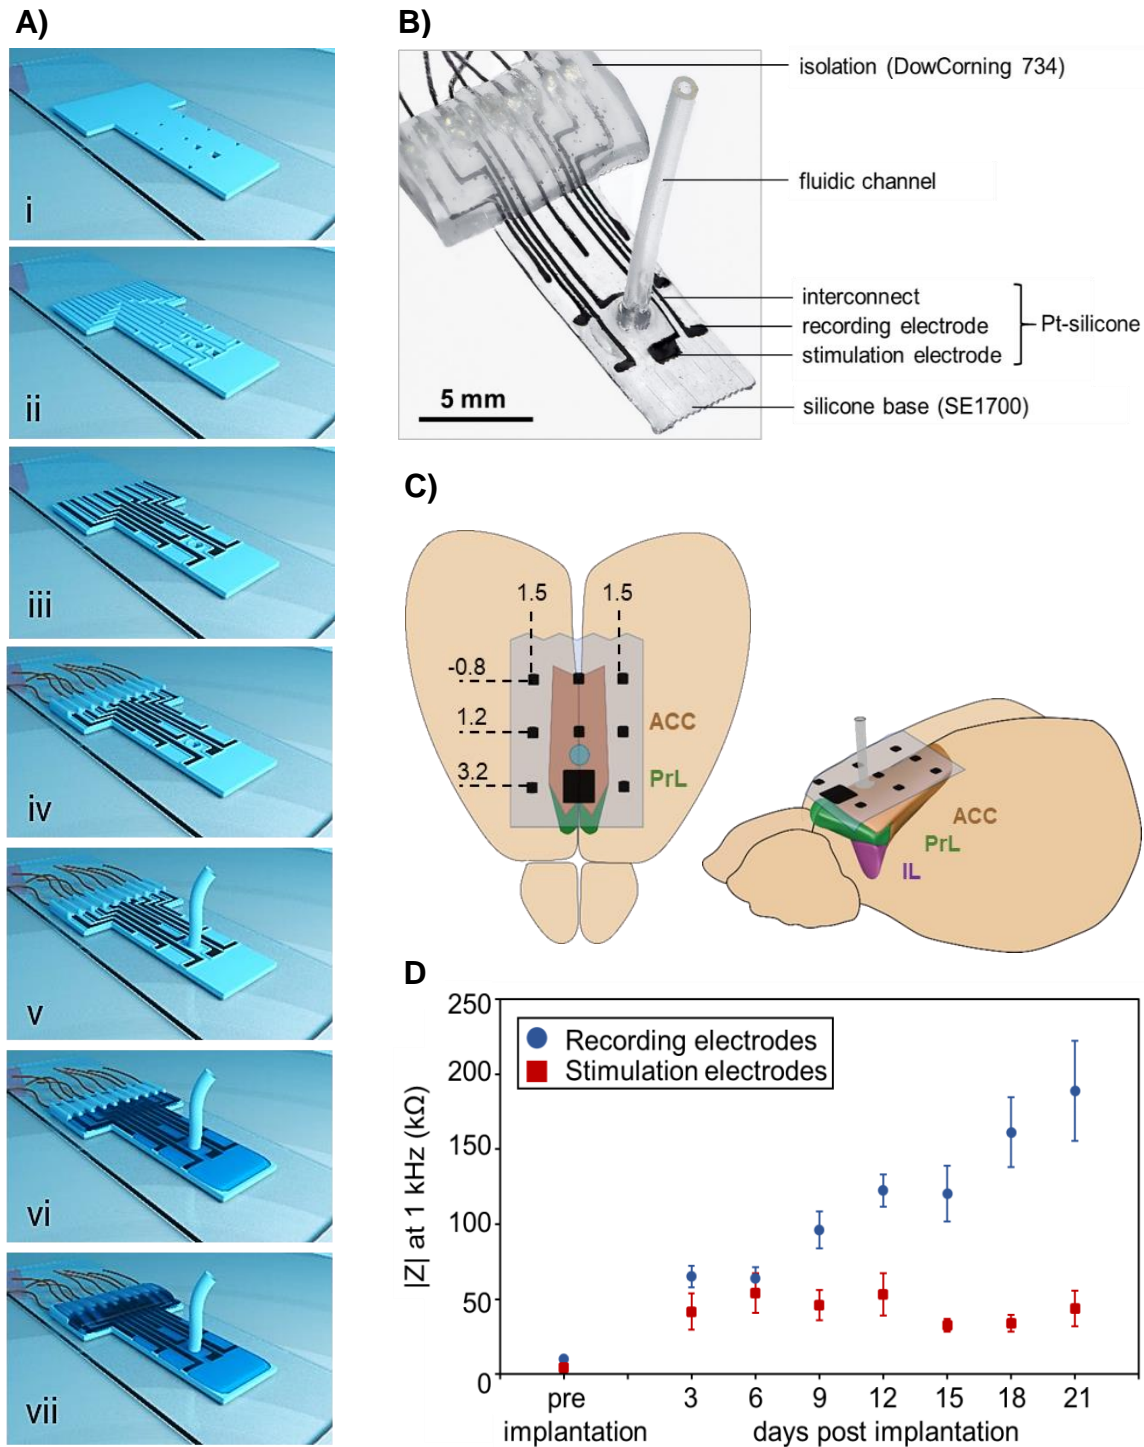 A)
i
ii
iii
iv
v
vi
vii
B)
isolation (DowCorning 734)
fluidic channel
interconnect
recording electrode
stimulation electrode
Pt-silicone
silicone base (SE1700)
5 mm
C)
1.5 1.5
-0.8
1.2
3.2
ACC
PrL
ACC
PrL
IL
D
|Z| at 1 kHz (kΩ)
250
200
150
100
50
0
Recording electrodes
Stimulation electrodes
pre 3 6 9 12 15 18 21
implantation days post implantation